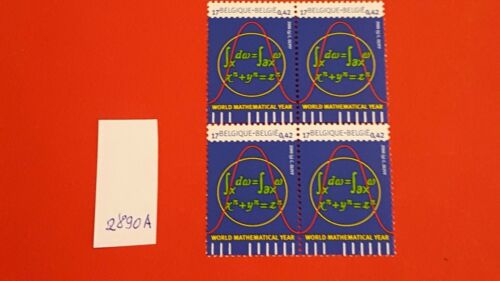 17 BELGIQUE-BELGIË 0,42
∫x dω = ∫∂x ω
xⁿ+yⁿ=zⁿ
WORLD MATHEMATICAL YEAR
17 BELGIQUE-BELGIË 0,42
∫x dω = ∫∂x ω
xⁿ+yⁿ=zⁿ
WORLD MATHEMATICAL YEAR
17 BELGIQUE-BELGIË 0,42
∫x dω = ∫∂x ω
xⁿ+yⁿ=zⁿ
WORLD MATHEMATICAL YEAR
17 BELGIQUE-BELGIË 0,42
∫x dω = ∫∂x ω
xⁿ+yⁿ=zⁿ
WORLD MATHEMATICAL YEAR
2890A